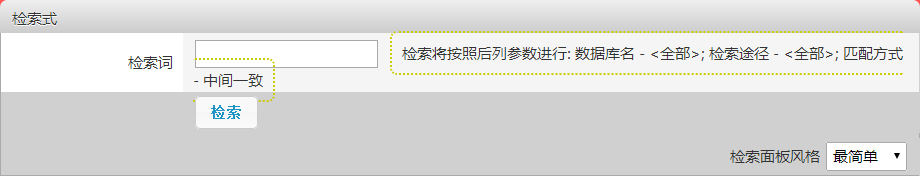 检索式
检索词
检索将按照后列参数进行: 数据库名 - <全部>; 检索途径 - <全部>; 匹配方式
- 中间一致
检索
检索面板风格 最简单